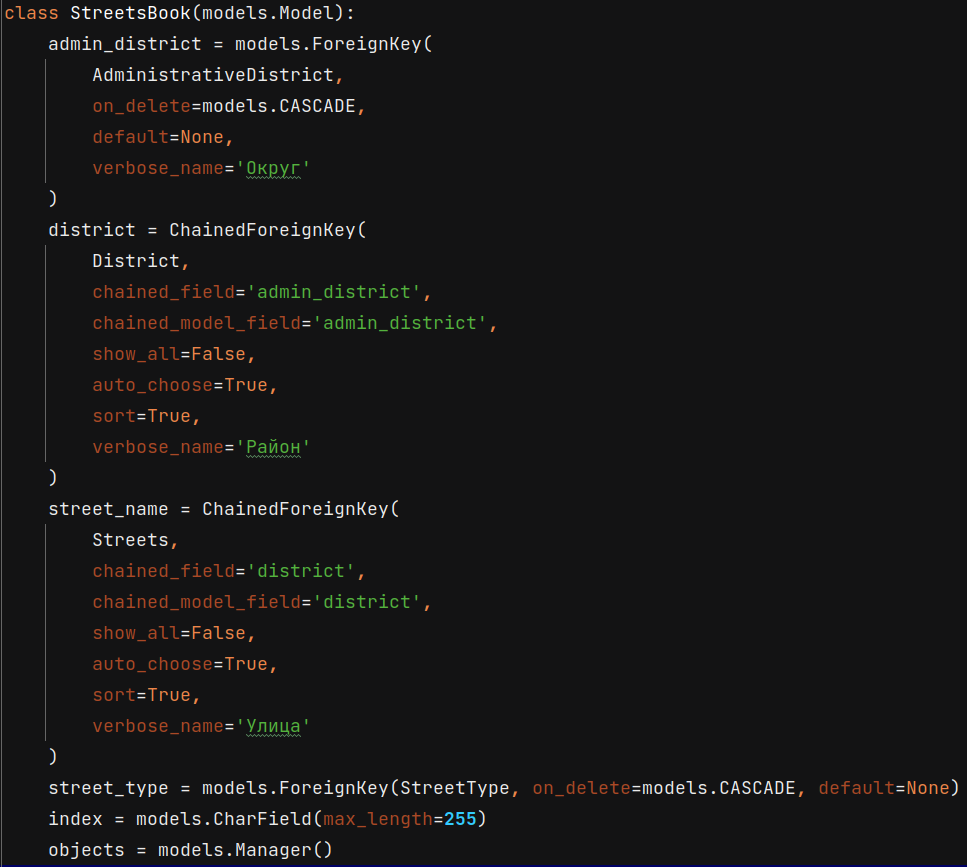 class StreetsBook(models.Model):
    admin_district = models.ForeignKey(
        AdministrativeDistrict,
        on_delete=models.CASCADE,
        default=None,
        verbose_name='Округ'
    )
    district = ChainedForeignKey(
        District,
        chained_field='admin_district',
        chained_model_field='admin_district',
        show_all=False,
        auto_choose=True,
        sort=True,
        verbose_name='Район'
    )
    street_name = ChainedForeignKey(
        Streets,
        chained_field='district',
        chained_model_field='district',
        show_all=False,
        auto_choose=True,
        sort=True,
        verbose_name='Улица'
    )
    street_type = models.ForeignKey(StreetType, on_delete=models.CASCADE, default=None)
    index = models.CharField(max_length=255)
    objects = models.Manager()